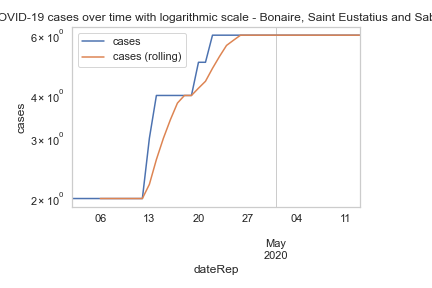 OVID-19 cases over time with logarithmic scale - Bonaire, Saint Eustatius and Sab
cases
cases (rolling)
6 × 10⁰
4 × 10⁰
3 × 10⁰
2 × 10⁰
cases
06 13 20 27 04 11
May
2020
dateRep